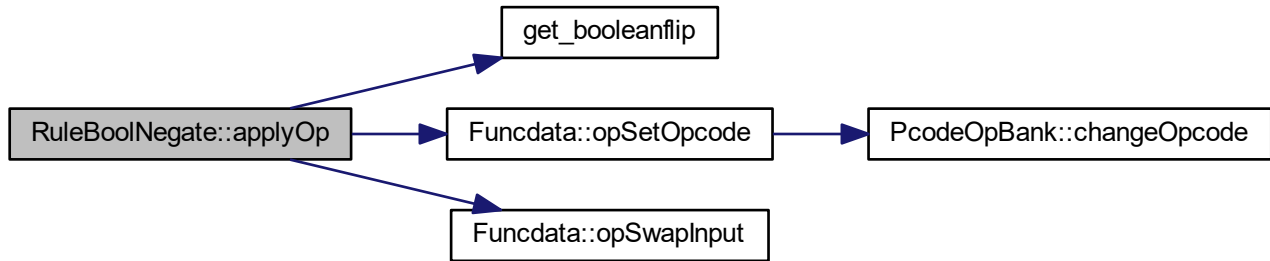 get_booleanflip
RuleBoolNegate::applyOp
Funcdata::opSetOpcode
PcodeOpBank::changeOpcode
Funcdata::opSwapInput